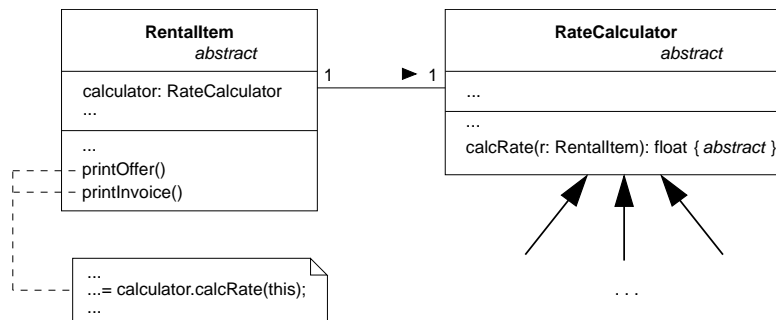 RentalItem
abstract
calculator: RateCalculator
...
...
printOffer()
printInvoice()
...
...= calculator.calcRate(this);
...
1
1
RateCalculator
abstract
...
...
calcRate(r: RentalItem): float { abstract }
. . .